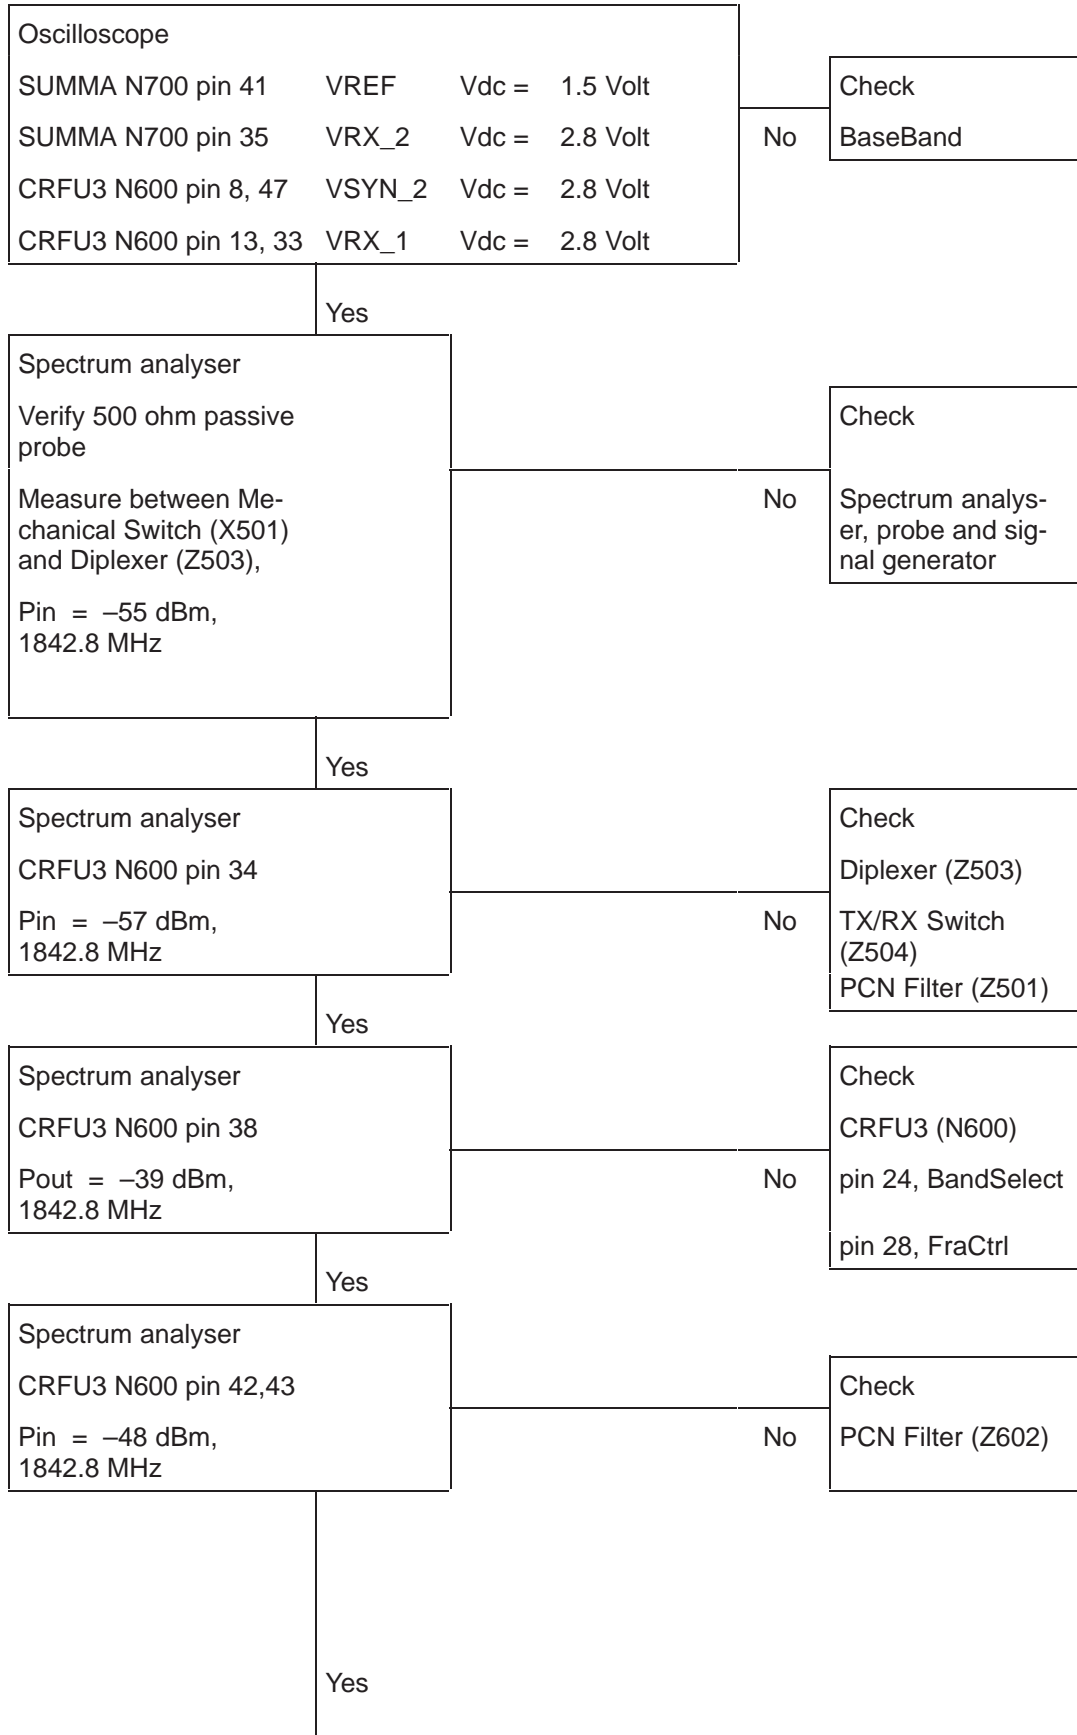 Oscilloscope
SUMMA N700 pin 41 VREF Vdc = 1.5 Volt
SUMMA N700 pin 35 VRX_2 Vdc = 2.8 Volt
CRFU3 N600 pin 8, 47 VSYN_2 Vdc = 2.8 Volt
CRFU3 N600 pin 13, 33 VRX_1 Vdc = 2.8 Volt
No
Check
BaseBand
Yes
Spectrum analyser
Verify 500 ohm passive
probe
Measure between Me-
chanical Switch (X501)
and Diplexer (Z503),
Pin = –55 dBm,
1842.8 MHz
No
Check
Spectrum analys-
er, probe and sig-
nal generator
Yes
Spectrum analyser
CRFU3 N600 pin 34
Pin = –57 dBm,
1842.8 MHz
No
Check
Diplexer (Z503)
TX/RX Switch
(Z504)
PCN Filter (Z501)
Yes
Spectrum analyser
CRFU3 N600 pin 38
Pout = –39 dBm,
1842.8 MHz
No
Check
CRFU3 (N600)
pin 24, BandSelect
pin 28, FraCtrl
Yes
Spectrum analyser
CRFU3 N600 pin 42,43
Pin = –48 dBm,
1842.8 MHz
No
Check
PCN Filter (Z602)
Yes